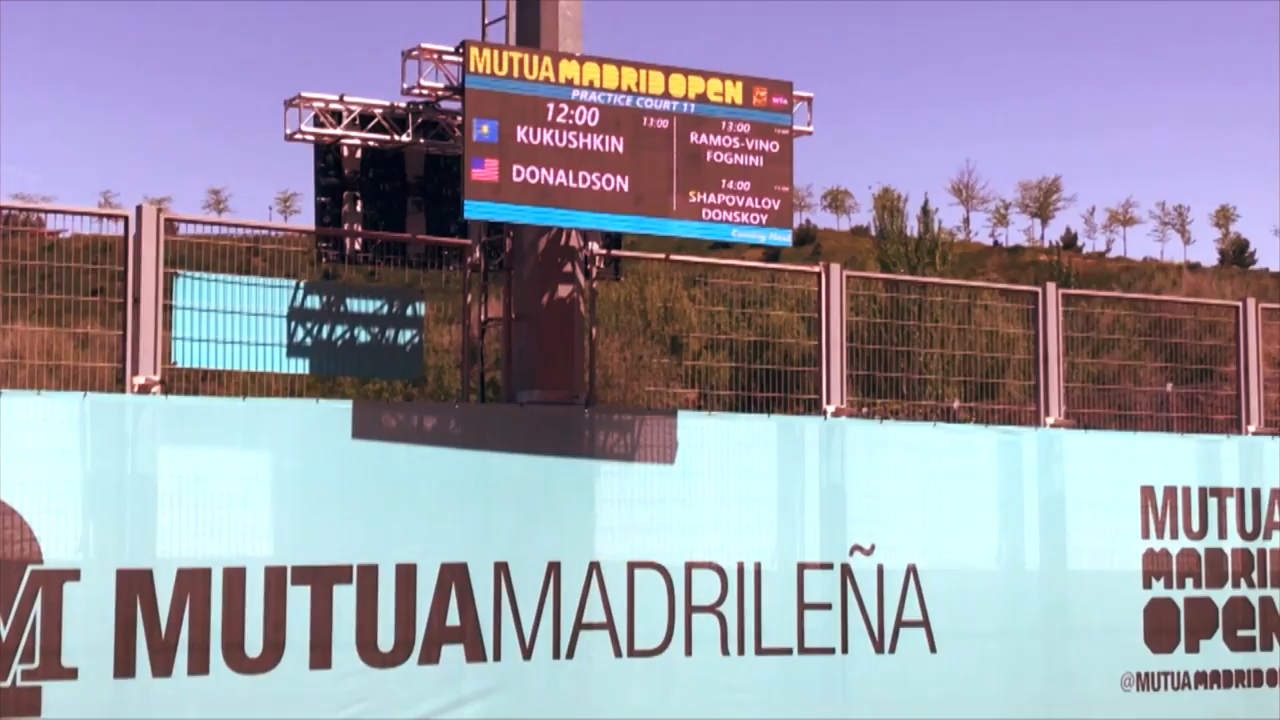 MUTUA MADRID OPEN
PRACTICE COURT 11
12:00 13:00
KUKUSHKIN
DONALDSON
13:00
RAMOS-VINO
FOGNINI
14:00
SHAPOVALOV
DONSKOY
Coming Next
MUTUAMADRILEÑA
MUTUA
MADRID
OPEN
@MUTUAMADRIDO